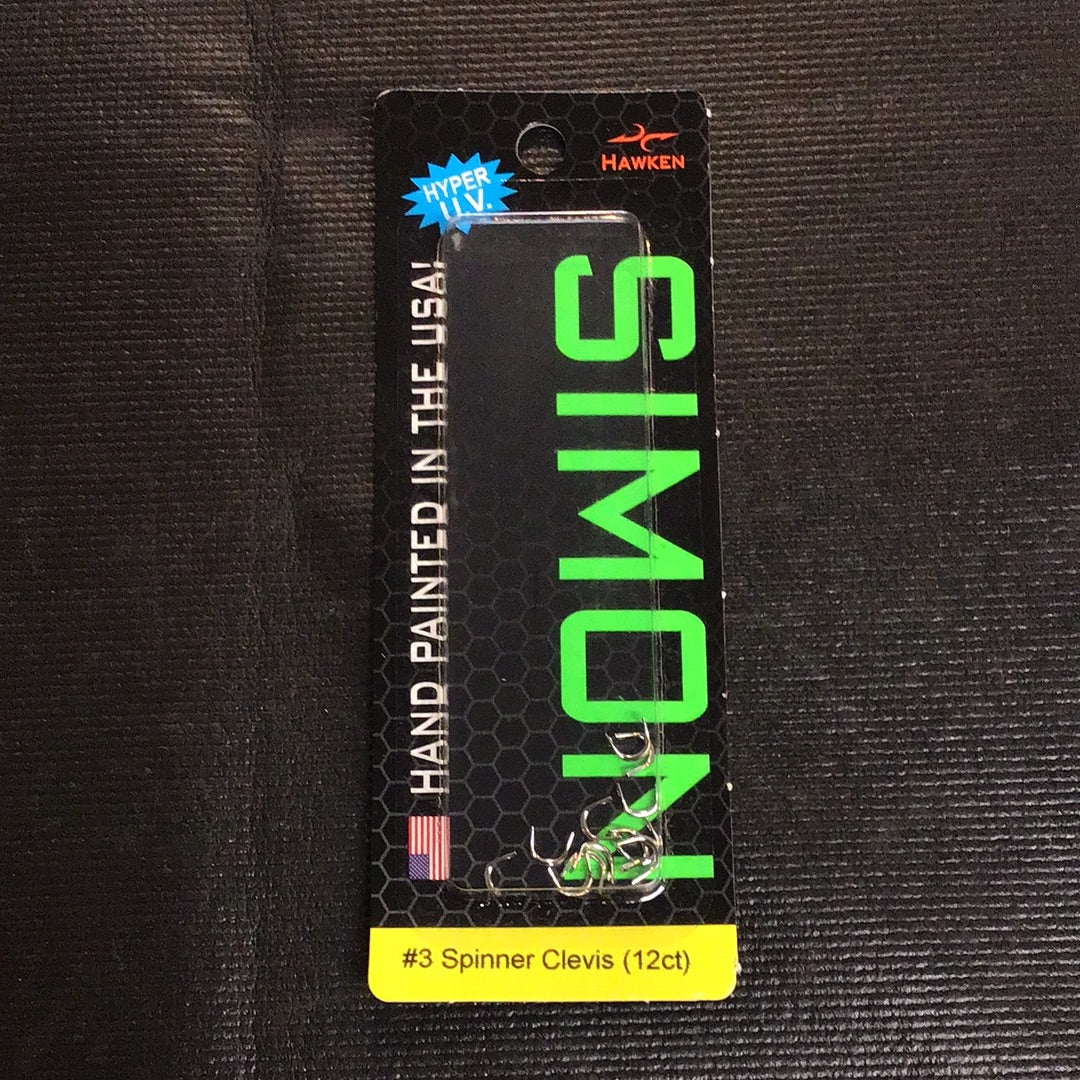 HAWKEN
HYPER
U.V.
HAND PAINTED IN THE USA!
SIMON
#3 Spinner Clevis (12ct)